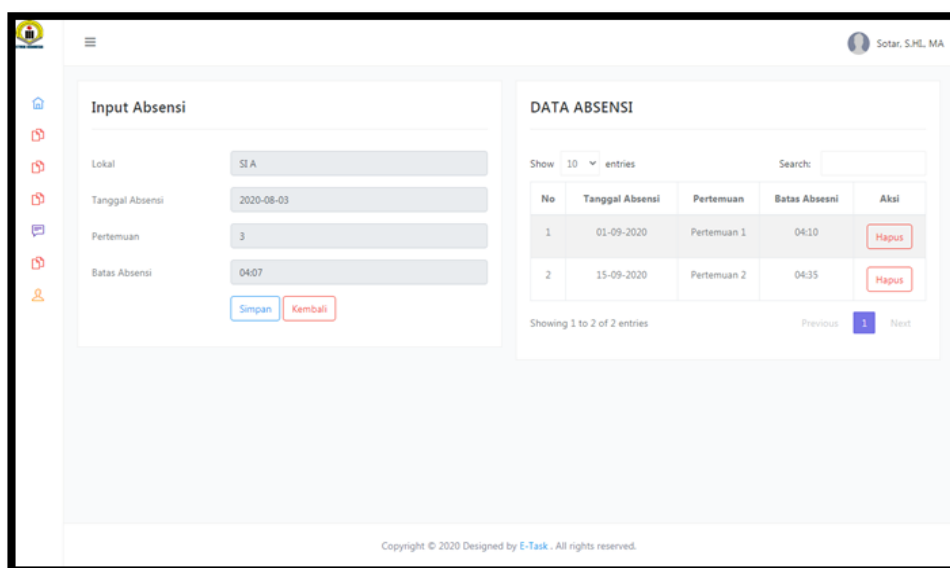 Sotar, S.HI., MA
Input Absensi
Lokal SI A
Tanggal Absensi 2020-08-03
Pertemuan 3
Batas Absensi 04:07
Simpan Kembali
DATA ABSENSI
Show 10 entries Search:
No Tanggal Absensi Pertemuan Batas Absesni Aksi
1 01-09-2020 Pertemuan 1 04:10 Hapus
2 15-09-2020 Pertemuan 2 04:35 Hapus
Showing 1 to 2 of 2 entries Previous 1 Next
Copyright © 2020 Designed by E-Task . All rights reserved.